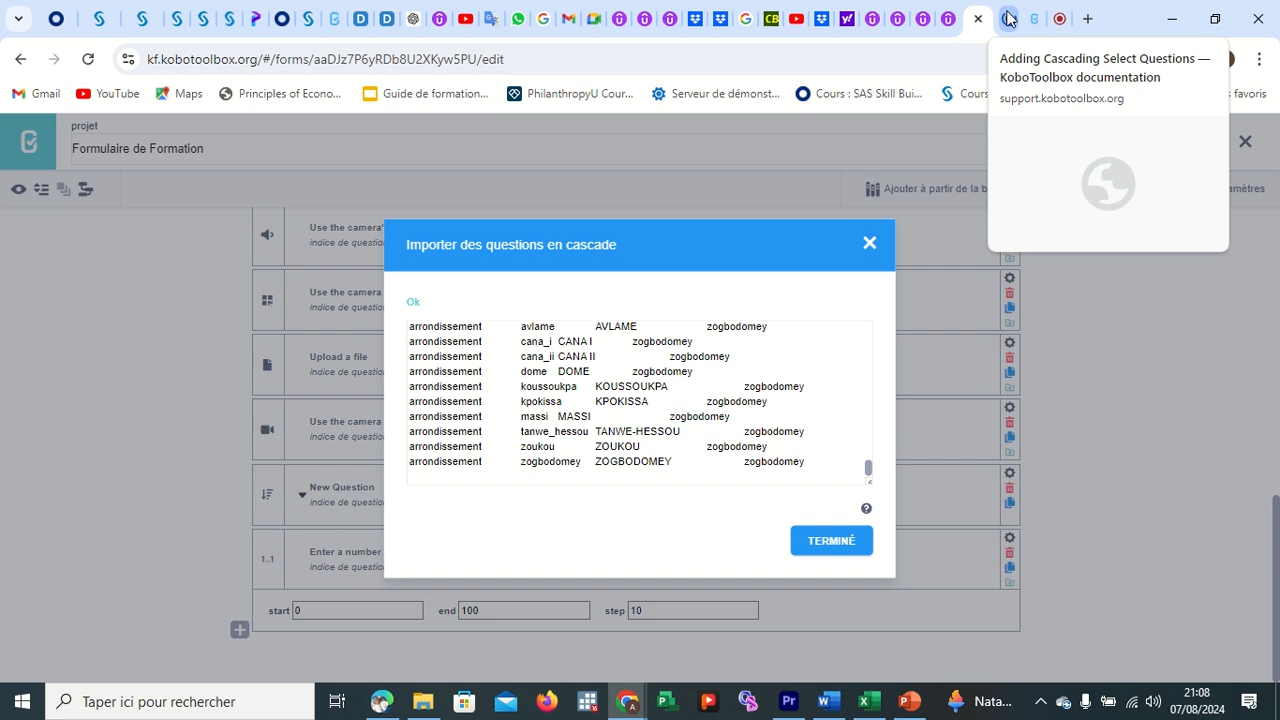 kf.kobotoolbox.org/#/forms/aaDJz7P6yRDb8U2XKyw5PU/edit
Adding Cascading Select Questions —
KoboToolbox documentation
support.kobotoolbox.org
Gmail
YouTube
Maps
Principles of Econo...
Guide de formation...
PhilanthropyU Cour...
Serveur de démonst...
Cours : SAS Skill Bui...
Cours
s favoris
projet
Formulaire de Formation
Ajouter à partir de la b
mètres
Use the camera'
indice de questio
Use the camera
indice de questio
Upload a file
indice de questio
Use the camera
indice de questio
New Question
indice de questio
1..1
Enter a number
indice de questio
start 0
end 100
step 10
Importer des questions en cascade
Ok
arrondissement avlame AVLAME zogbodomey
arrondissement cana_i CANA I zogbodomey
arrondissement cana_ii CANA II zogbodomey
arrondissement dome DOME zogbodomey
arrondissement koussoukpa KOUSSOUKPA zogbodomey
arrondissement kpokissa KPOKISSA zogbodomey
arrondissement massi MASSI zogbodomey
arrondissement tanwe_hessou TANWE-HESSOU zogbodomey
arrondissement zoukou ZOUKOU zogbodomey
arrondissement zogbodomey ZOGBODOMEY zogbodomey
TERMINÉ
Taper ici pour rechercher
Nata...
21:08
07/08/2024